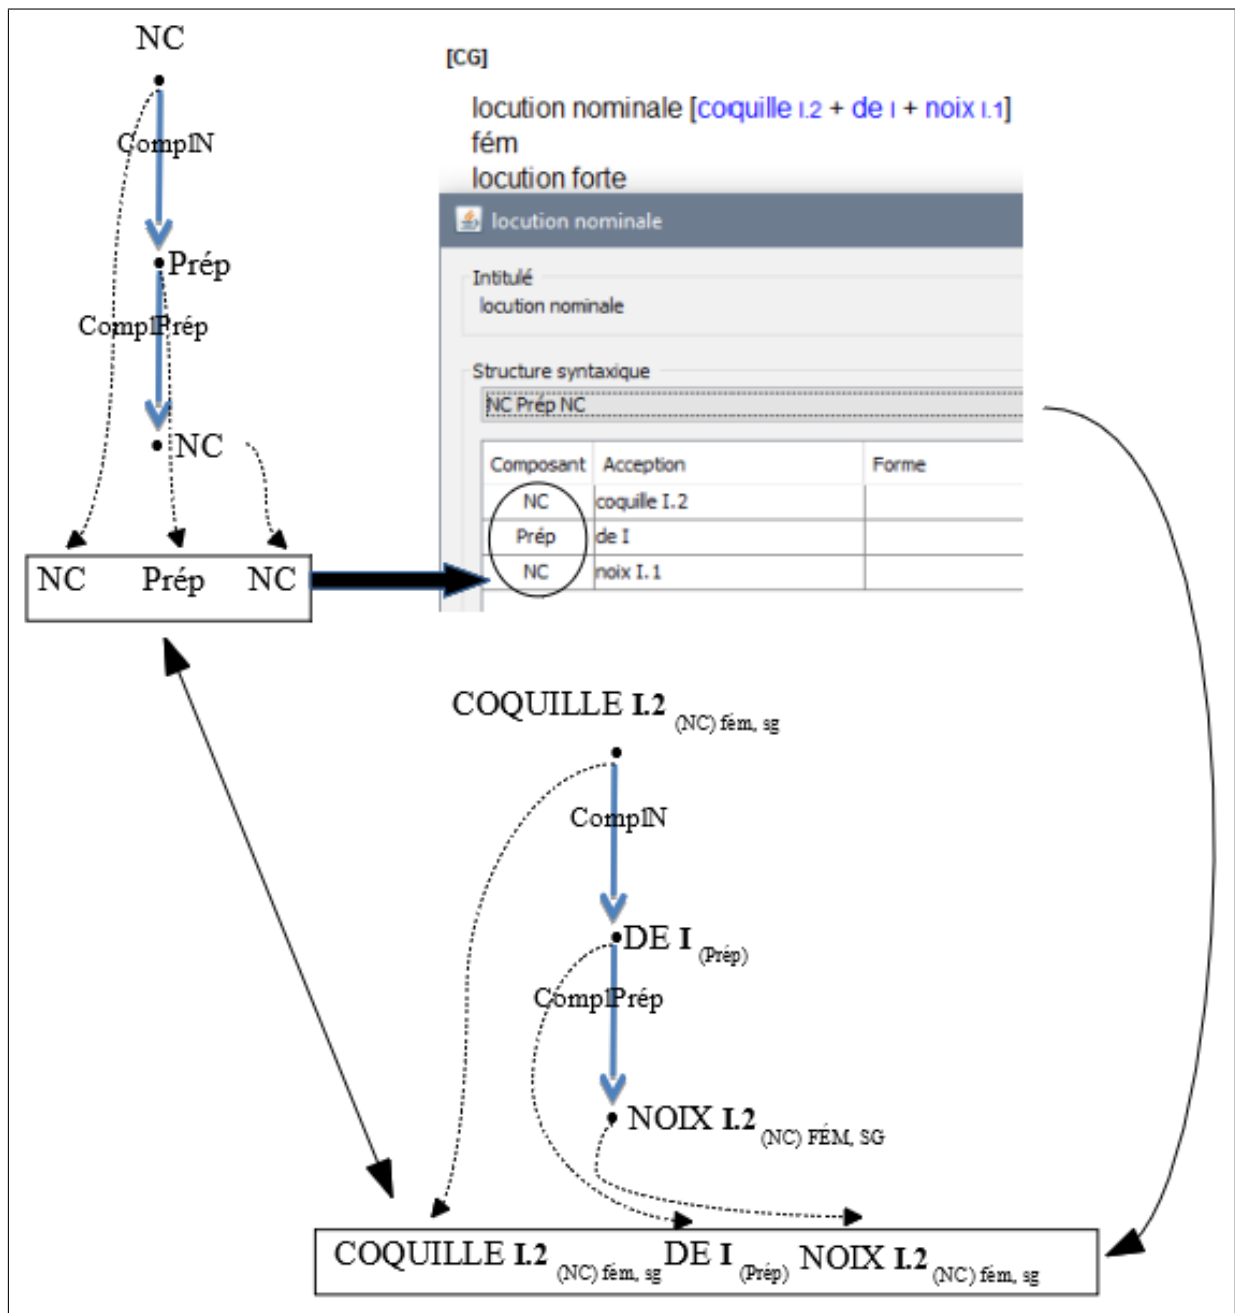 NC
[CG]
locution nominale [coquille I.2 + de I + noix I.1]
fém
locution forte
ComplN
locution nominale
Prép
Intitulé
locution nominale
ComplPrép
Structure syntaxique
NC Prép NC
NC
Composant Acception Forme
NC coquille I.2
Prép de I
NC noix I.1
NC Prép NC
COQUILLE I.2 (NC) fém, sg
ComplN
DE I (Prép)
ComplPrép
NOIX I.2 (NC) FÉM, SG
COQUILLE I.2 (NC) fém, sg DE I (Prép) NOIX I.2 (NC) fém, sg